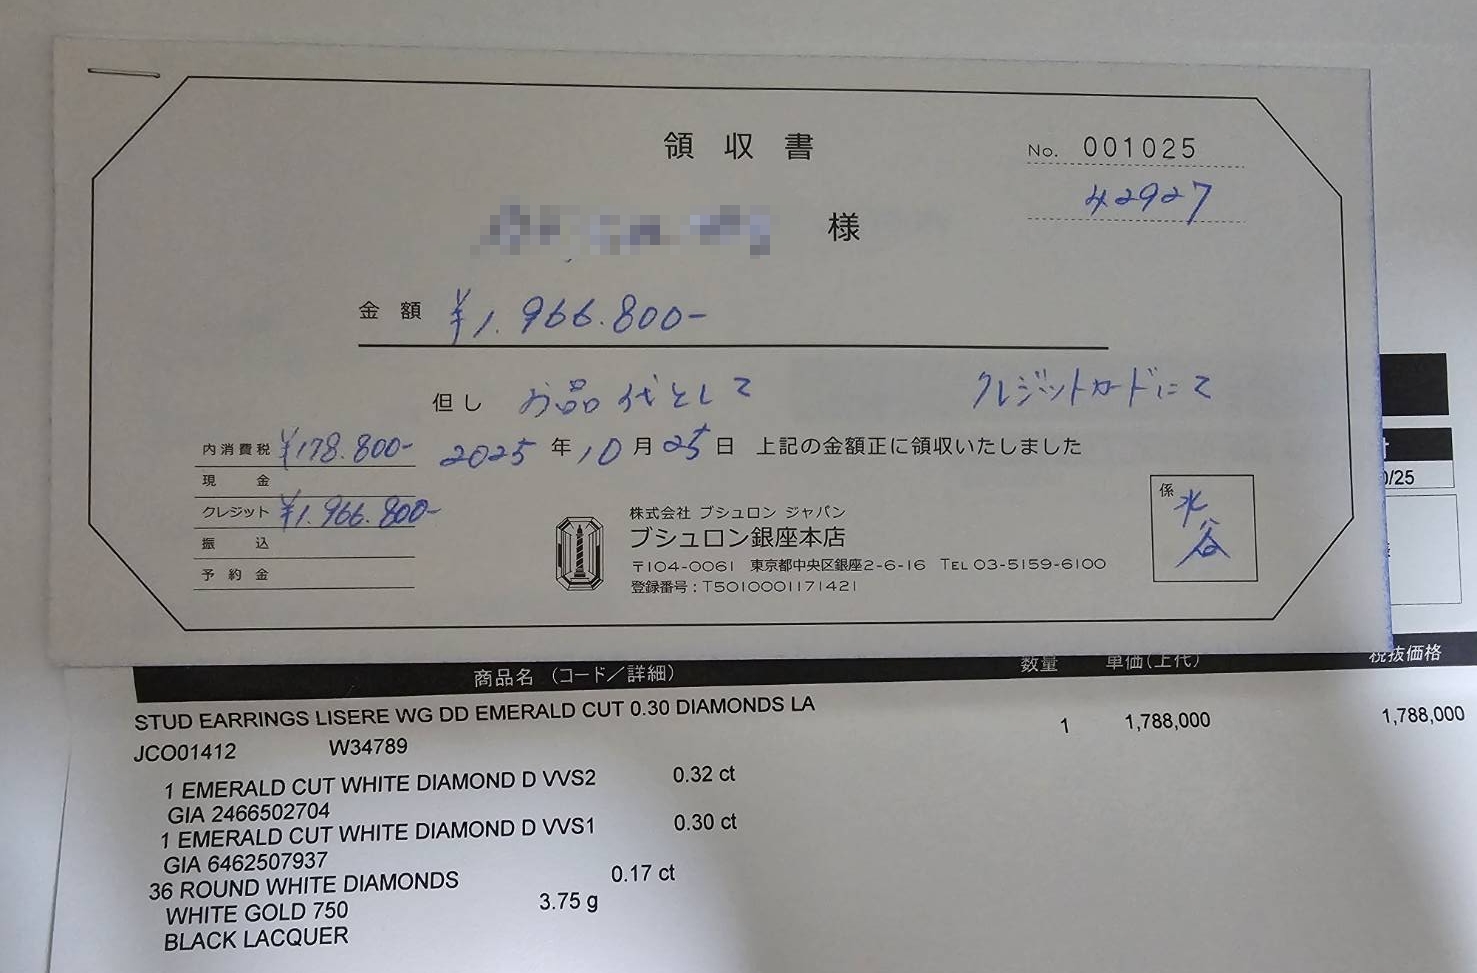 領収書
No. 001025
42927
様
金額 ¥1.966.800-
但し お品代として クレジットカードにて
内消費税 ¥178.800-
2025年10月25日 上記の金額正に領収いたしました
現金
クレジット ¥1.966.800-
振込
予約金
株式会社 ブシュロン ジャパン
ブシュロン銀座本店
〒104-0061 東京都中央区銀座2-6-16 TEL 03-5159-6100
登録番号：T5010001171421
係 水谷
0/25
商品名 (コード／詳細) 数量 単価(上代) 税抜価格
STUD EARRINGS LISERE WG DD EMERALD CUT 0.30 DIAMONDS LA 1 1,788,000 1,788,000
JCO01412 W34789
1 EMERALD CUT WHITE DIAMOND D VVS2 0.32 ct
GIA 2466502704
1 EMERALD CUT WHITE DIAMOND D VVS1 0.30 ct
GIA 6462507937
36 ROUND WHITE DIAMONDS 0.17 ct
WHITE GOLD 750 3.75 g
BLACK LACQUER